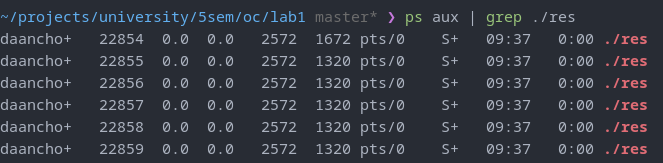 ~/projects/university/5sem/oc/lab1 master* ❯ ps aux | grep ./res
daancho+ 22854 0.0 0.0 2572 1672 pts/0 S+ 09:37 0:00 ./res
daancho+ 22855 0.0 0.0 2572 1320 pts/0 S+ 09:37 0:00 ./res
daancho+ 22856 0.0 0.0 2572 1320 pts/0 S+ 09:37 0:00 ./res
daancho+ 22857 0.0 0.0 2572 1320 pts/0 S+ 09:37 0:00 ./res
daancho+ 22858 0.0 0.0 2572 1320 pts/0 S+ 09:37 0:00 ./res
daancho+ 22859 0.0 0.0 2572 1320 pts/0 S+ 09:37 0:00 ./res